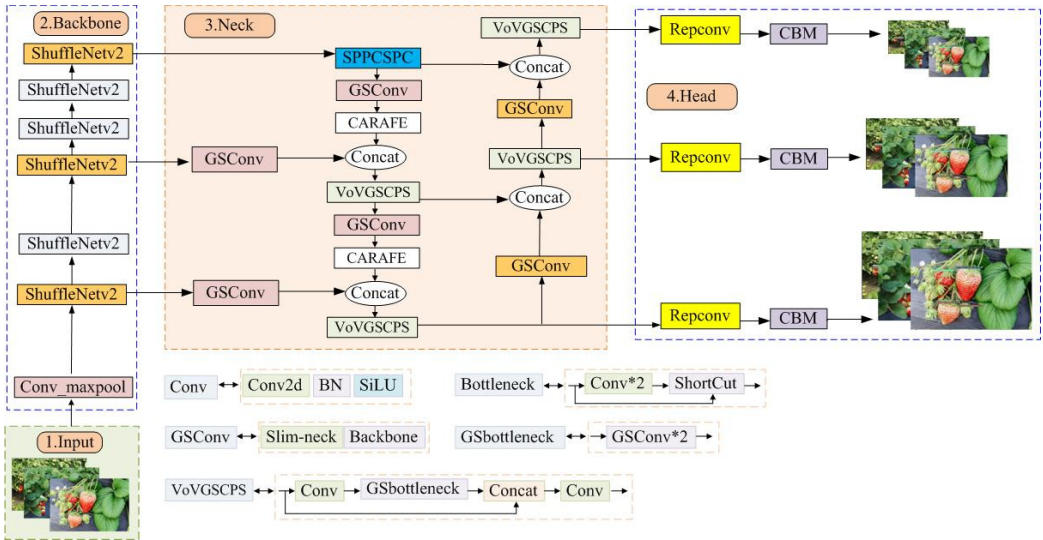 2.Backbone
ShuffleNetv2
ShuffleNetv2
ShuffleNetv2
ShuffleNetv2
ShuffleNetv2
ShuffleNetv2
Conv_maxpool
1.Input
3.Neck
SPPCSPC
GSConv
CARAFE
GSConv
Concat
VoVGSCPS
GSConv
CARAFE
GSConv
Concat
VoVGSCPS
VoVGSCPS
Concat
GSConv
VoVGSCPS
Concat
GSConv
4.Head
Repconv CBM
Repconv CBM
Repconv CBM
Conv Conv2d BN SiLU
Bottleneck Conv*2 ShortCut
GSConv Slim-neck Backbone
GSbottleneck GSConv*2
VoVGSCPS Conv GSbottleneck Concat Conv